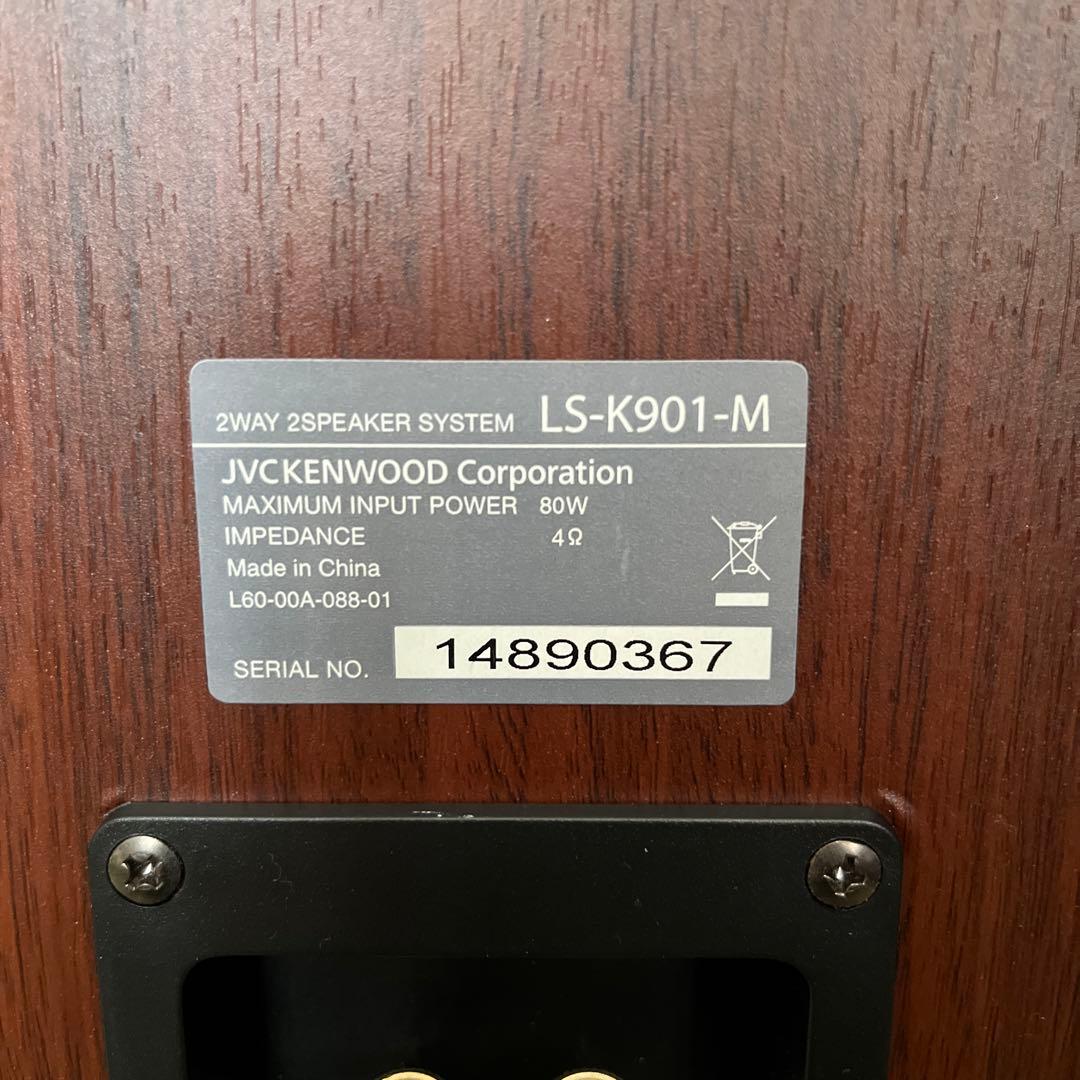 2WAY 2SPEAKER SYSTEM LS-K901-M
JVCKENWOOD Corporation
MAXIMUM INPUT POWER 80W
IMPEDANCE 4Ω
Made in China
L60-00A-088-01
SERIAL NO. 14890367